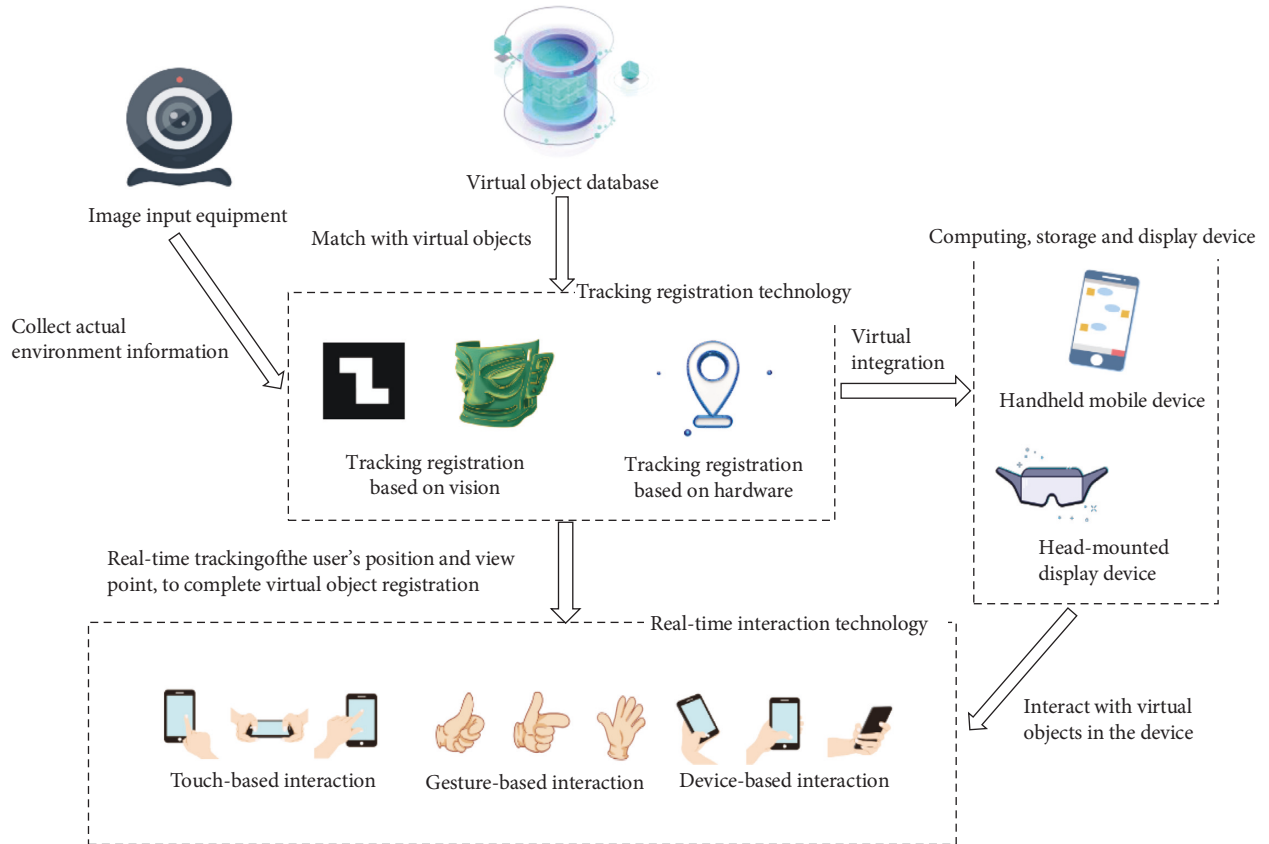 Virtual object database
Image input equipment
Match with virtual objects
Computing, storage and display device
Tracking registration technology
Collect actual
environment information
Virtual
integration
Handheld mobile device
Tracking registration
based on vision
Tracking registration
based on hardware
Head-mounted
display device
Real-time trackingofthe user's position and view
point, to complete virtual object registration
Real-time interaction technology
Interact with virtual
objects in the device
Touch-based interaction
Gesture-based interaction
Device-based interaction